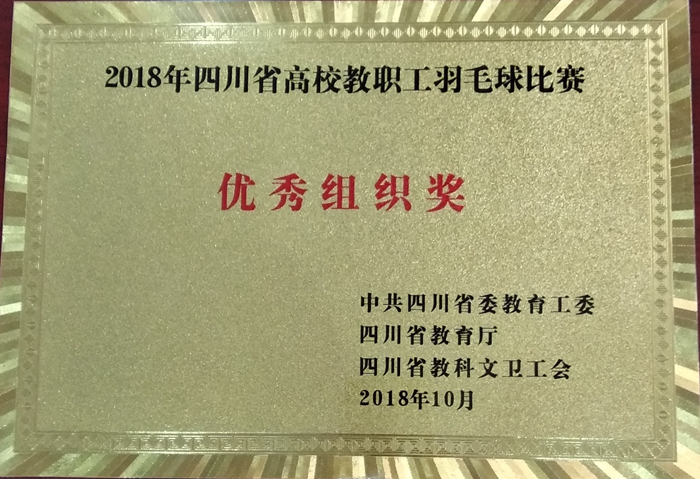 2018年四川省高校教职工羽毛球比赛
优秀组织奖
中共四川省委教育工委
四川省教育厅
四川省教科文卫工会
2018年10月